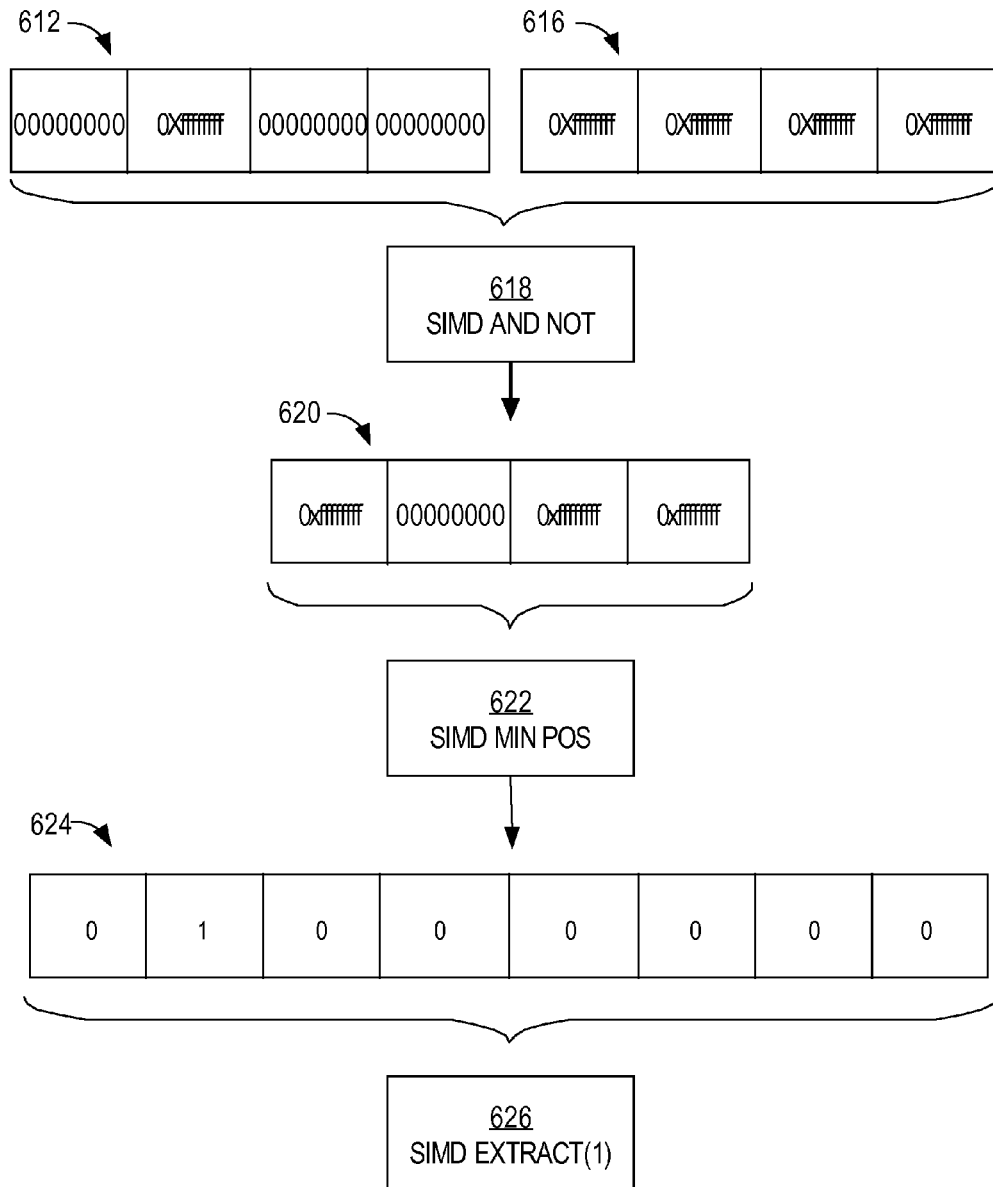 612 616
00000000 0Xffffffff 00000000 00000000 0Xffffffff 0Xffffffff 0Xffffffff 0Xffffffff
618
SIMD AND NOT
620
0xffffffff 00000000 0xffffffff 0xffffffff
622
SIMD MIN POS
624
0 1 0 0 0 0 0 0
626
SIMD EXTRACT(1)